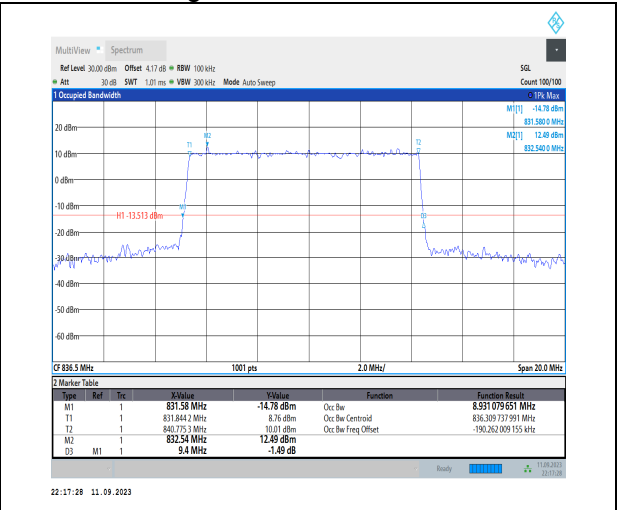 MultiView Spectrum
Ref Level 30.00 dBm Offset 4.17 dB RBW 100 kHz SGL
Att 30 dB SWT 1.01 ms VBW 300 kHz Mode Auto Sweep Count 100/100
1 Occupied Bandwidth 1Pk Max
M1[1] -14.78 dBm
831.580 0 MHz
M2[1] 12.49 dBm
832.540 0 MHz
20 dBm
M2
T1 T2
10 dBm
0 dBm
-10 dBm
M1
H1 -13.513 dBm D3
-20 dBm
-30 dBm
-40 dBm
-50 dBm
-60 dBm
CF 836.5 MHz 1001 pts 2.0 MHz/ Span 20.0 MHz
2 Marker Table
Type Ref Trc X-Value Y-Value Function Function Result
M1 1 831.58 MHz -14.78 dBm Occ Bw 8.931 079 651 MHz
T1 1 831.844 2 MHz 8.76 dBm Occ Bw Centroid 836.309 737 991 MHz
T2 1 840.775 3 MHz 10.01 dBm Occ Bw Freq Offset -190.262 009 155 kHz
M2 1 832.54 MHz 12.49 dBm
D3 M1 1 9.4 MHz -1.49 dB
Ready 11.09.2023
22:17:28
22:17:28 11.09.2023